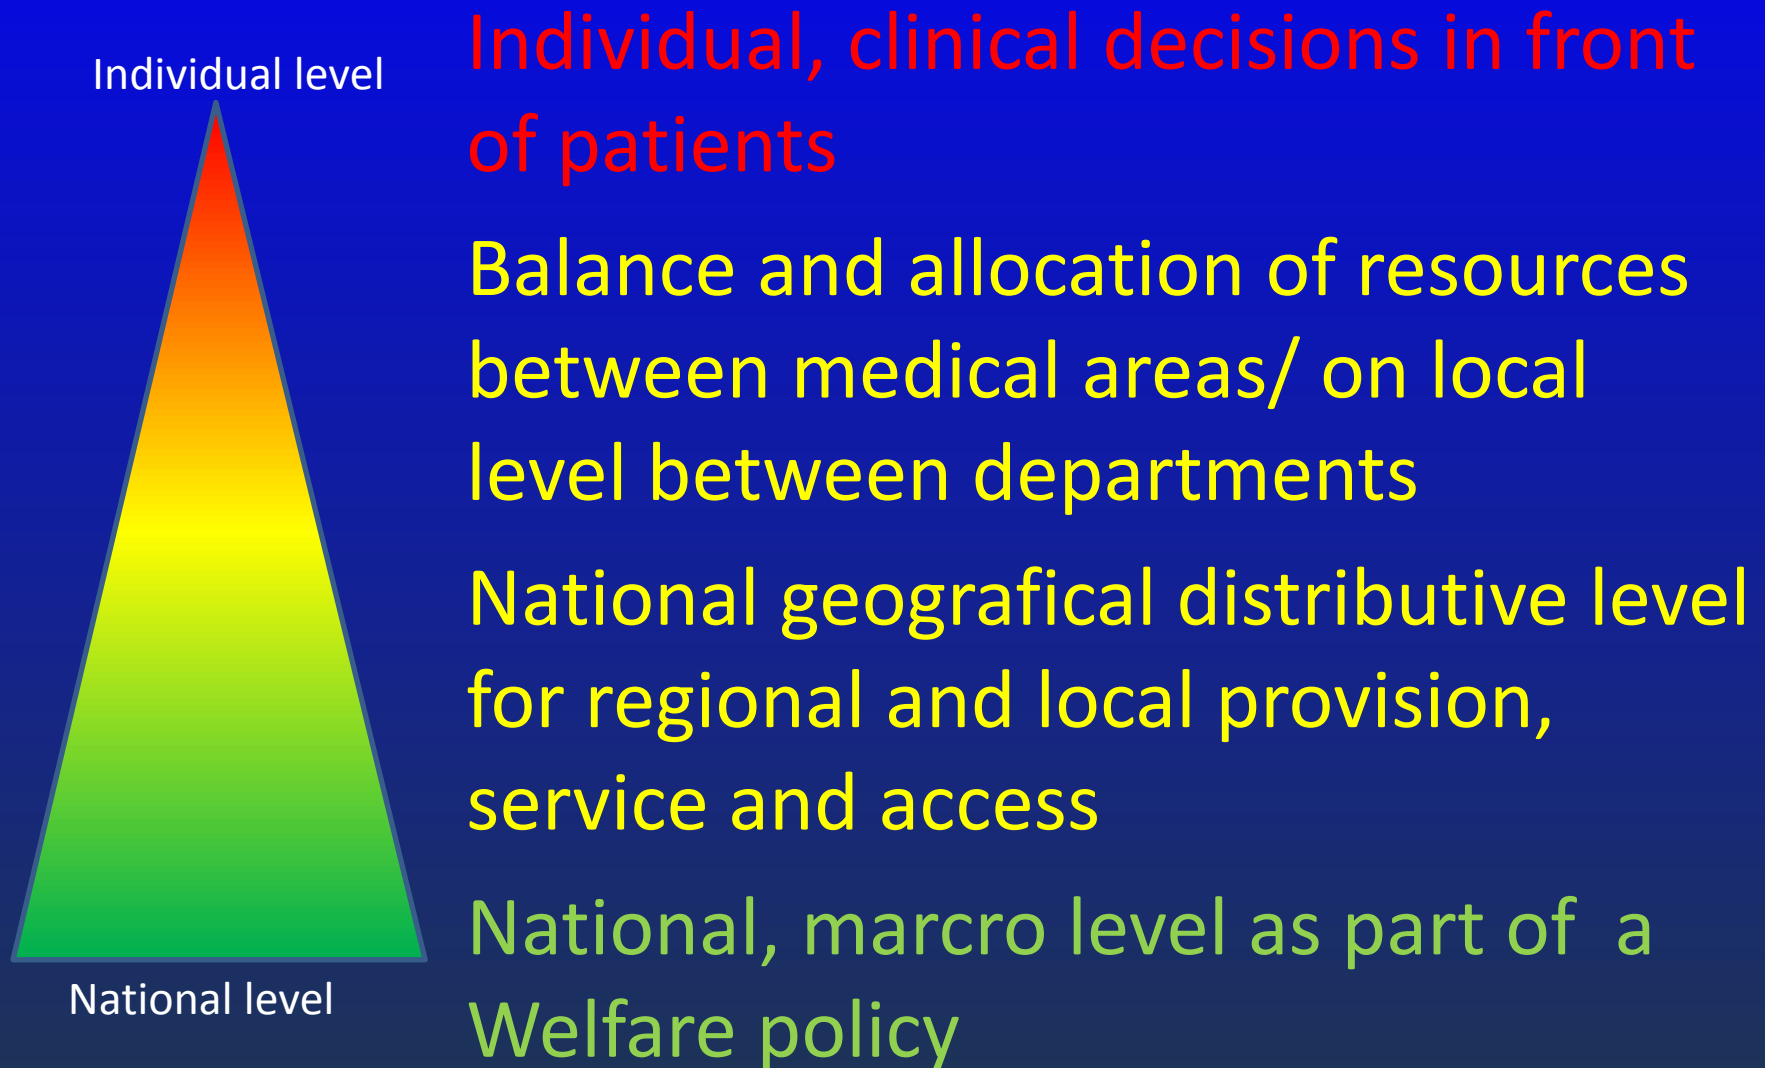 Individual level
Individual, clinical decisions in front
of patients
Balance and allocation of resources
between medical areas/ on local
level between departments
National geografical distributive level
for regional and local provision,
service and access
National, marcro level as part of  a
Welfare policy
National level